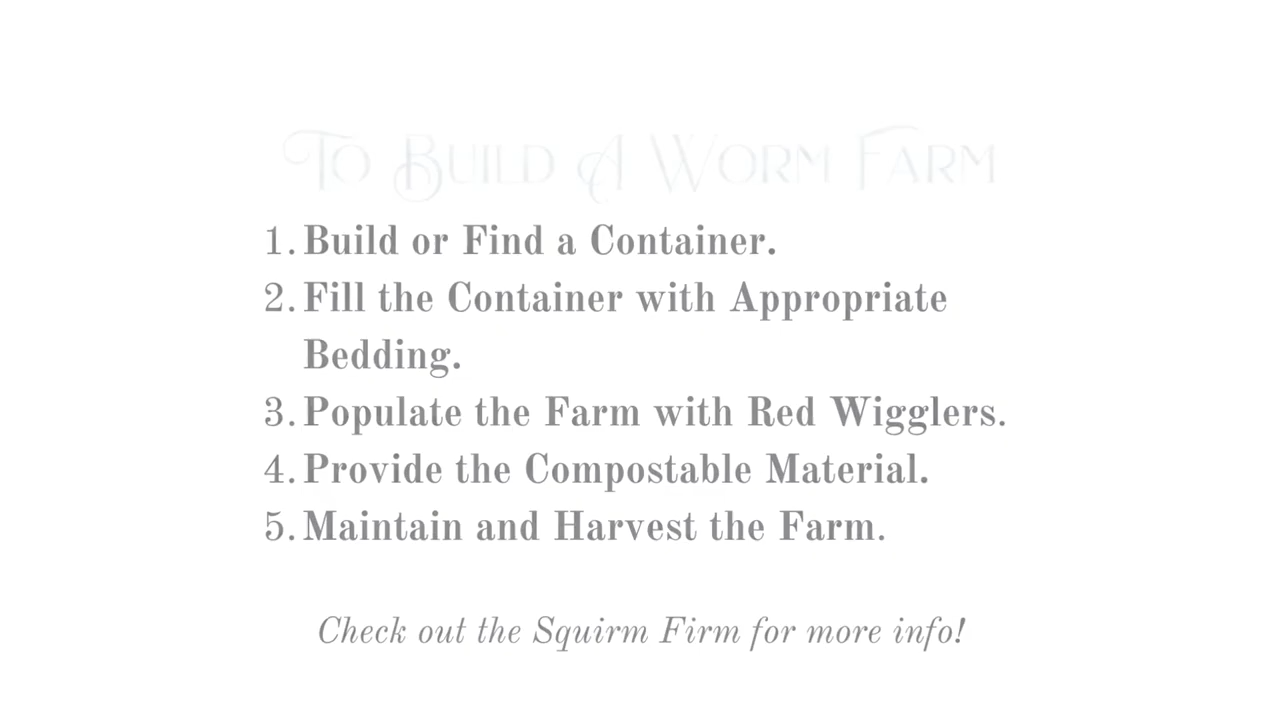 To Build A Worm Farm
1. Build or Find a Container.
2. Fill the Container with Appropriate
Bedding.
3. Populate the Farm with Red Wigglers.
4. Provide the Compostable Material.
5. Maintain and Harvest the Farm.
Check out the Squirm Firm for more info!